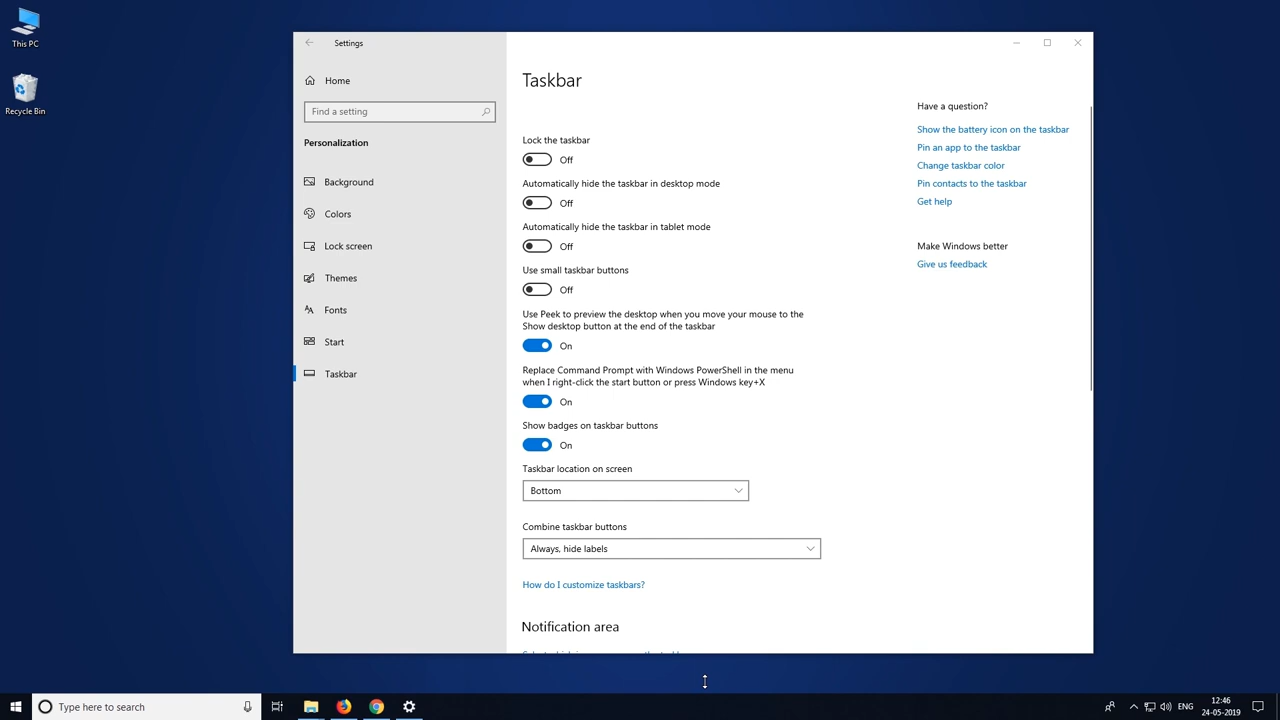 This PC
Recycle Bin
Settings
Home
Find a setting
Personalization
Background
Colors
Lock screen
Themes
Fonts
Start
Taskbar
Taskbar
Lock the taskbar
Off
Automatically hide the taskbar in desktop mode
Off
Automatically hide the taskbar in tablet mode
Off
Use small taskbar buttons
Off
Use Peek to preview the desktop when you move your mouse to the
Show desktop button at the end of the taskbar
On
Replace Command Prompt with Windows PowerShell in the menu
when I right-click the start button or press Windows key+X
On
Show badges on taskbar buttons
On
Taskbar location on screen
Bottom
Combine taskbar buttons
Always, hide labels
How do I customize taskbars?
Notification area
Have a question?
Show the battery icon on the taskbar
Pin an app to the taskbar
Change taskbar color
Pin contacts to the taskbar
Get help
Make Windows better
Give us feedback
Type here to search
ENG
12:46
24-05-2019